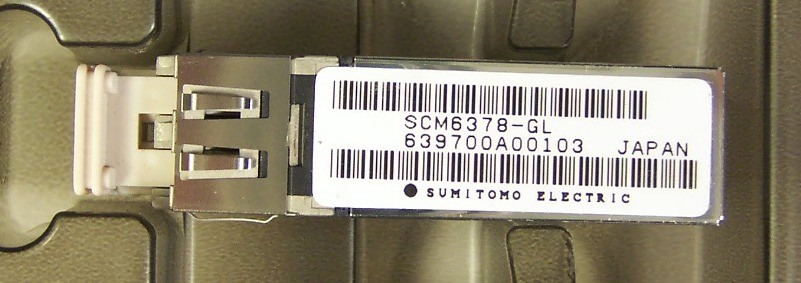 SCM6378-GL
639700A00103 JAPAN
SUMITOMO ELECTRIC